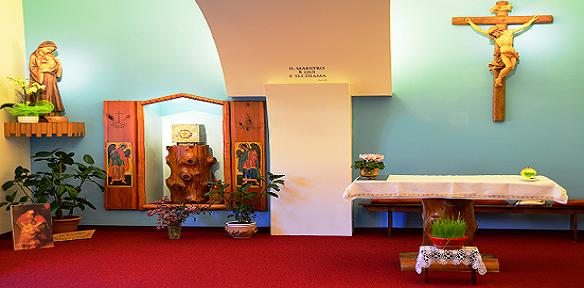 IL MAESTRO
È QUI
E TI CHIAMA